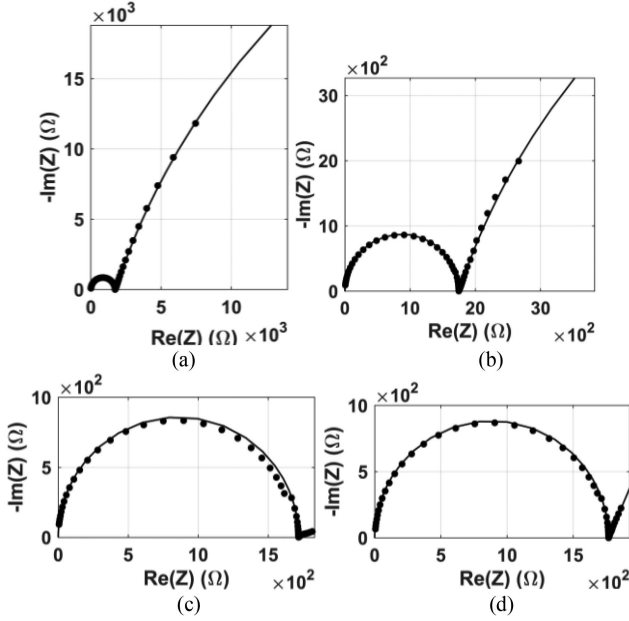 ×10³
15
10
5
0
-Im(Z) (Ω)
0 5 10
Re(Z) (Ω) ×10³
(a)
×10²
30
20
10
0
-Im(Z) (Ω)
0 10 20 30
Re(Z) (Ω) ×10²
(b)
×10²
10
5
0
-Im(Z) (Ω)
0 5 10 15
Re(Z) (Ω)
×10²
(c)
×10²
10
5
0
-Im(Z) (Ω)
0 5 10 15
Re(Z) (Ω)
×10²
(d)